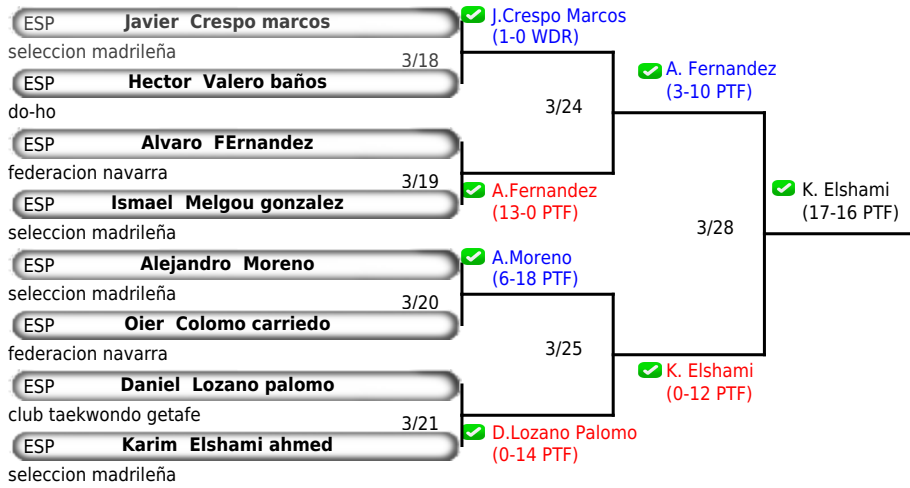 ESP Javier Crespo marcos
seleccion madrileña
3/18
ESP Hector Valero baños
do-ho
ESP Alvaro FErnandez
federacion navarra
3/19
ESP Ismael Melgou gonzalez
seleccion madrileña
ESP Alejandro Moreno
seleccion madrileña
3/20
ESP Oier Colomo carriedo
federacion navarra
ESP Daniel Lozano palomo
club taekwondo getafe
3/21
ESP Karim Elshami ahmed
seleccion madrileña
J.Crespo Marcos
(1-0 WDR)
3/24
A.Fernandez
(13-0 PTF)
A.Moreno
(6-18 PTF)
3/25
D.Lozano Palomo
(0-14 PTF)
A. Fernandez
(3-10 PTF)
3/28
K. Elshami
(0-12 PTF)
K. Elshami
(17-16 PTF)